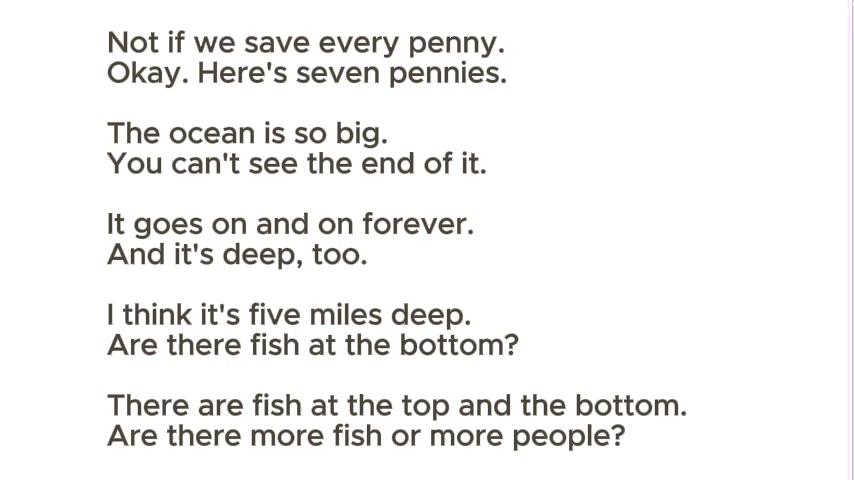 Not if we save every penny.
Okay. Here's seven pennies.
The ocean is so big.
You can't see the end of it.
It goes on and on forever.
And it's deep, too.
I think it's five miles deep.
Are there fish at the bottom?
There are fish at the top and the bottom.
Are there more fish or more people?